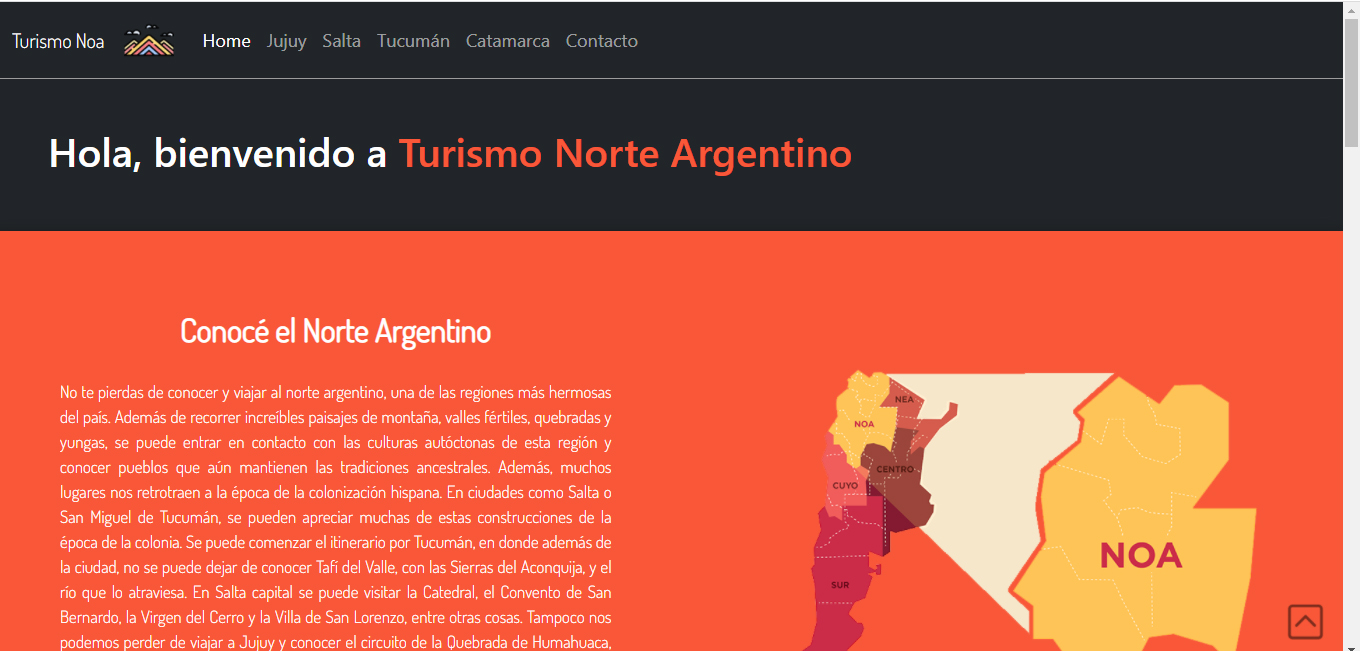 Turismo Noa Home Jujuy Salta Tucumán Catamarca Contacto
Hola, bienvenido a Turismo Norte Argentino
Conocé el Norte Argentino
No te pierdas de conocer y viajar al norte argentino, una de las regiones más hermosas
del país. Además de recorrer increíbles paisajes de montaña, valles fértiles, quebradas y
yungas, se puede entrar en contacto con las culturas autóctonas de esta región y
conocer pueblos que aún mantienen las tradiciones ancestrales. Además, muchos
lugares nos retrotraen a la época de la colonización hispana. En ciudades como Salta o
San Miguel de Tucumán, se pueden apreciar muchas de estas construcciones de la
época de la colonia. Se puede comenzar el itinerario por Tucumán, en donde además de
la ciudad, no se puede dejar de conocer Tafí del Valle, con las Sierras del Aconquija, y el
río que lo atraviesa. En Salta capital se puede visitar la Catedral, el Convento de San
Bernardo, la Virgen del Cerro y la Villa de San Lorenzo, entre otras cosas. Tampoco nos
podemos perder de viajar a Jujuy y conocer el circuito de la Quebrada de Humahuaca,
NEA
NOA
CENTRO
CUYO
SUR
NOA